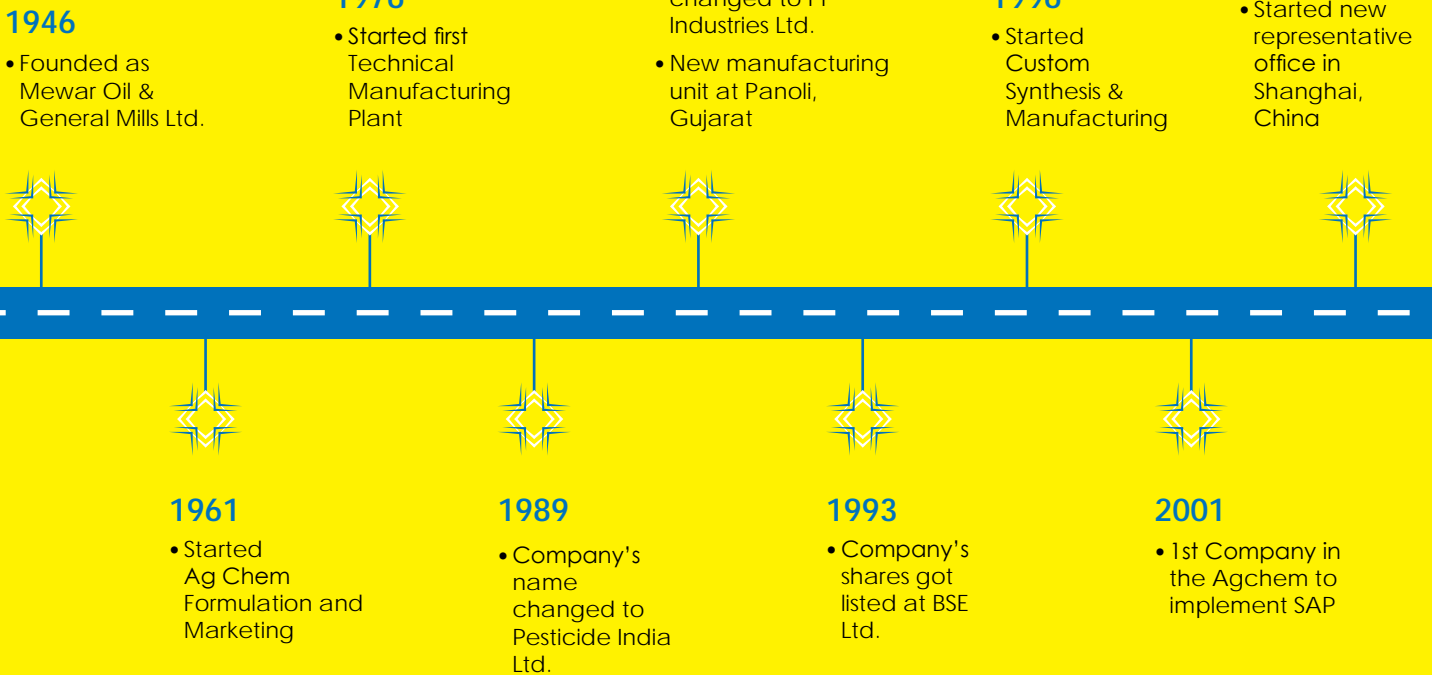 1946
• Founded as
Mewar Oil &
General Mills Ltd.
• Started first
Technical
Manufacturing
Plant
changed to
Industries Ltd.
• New manufacturing
unit at Panoli,
Gujarat
• Started
Custom
Synthesis &
Manufacturing
• Started new
representative
office in
Shanghai,
China
1961
• Started
Ag Chem
Formulation and
Marketing
1989
• Company’s
name
changed to
Pesticide India
Ltd.
1993
• Company’s
shares got
listed at BSE
Ltd.
2001
• 1st Company in
the Agchem to
implement SAP